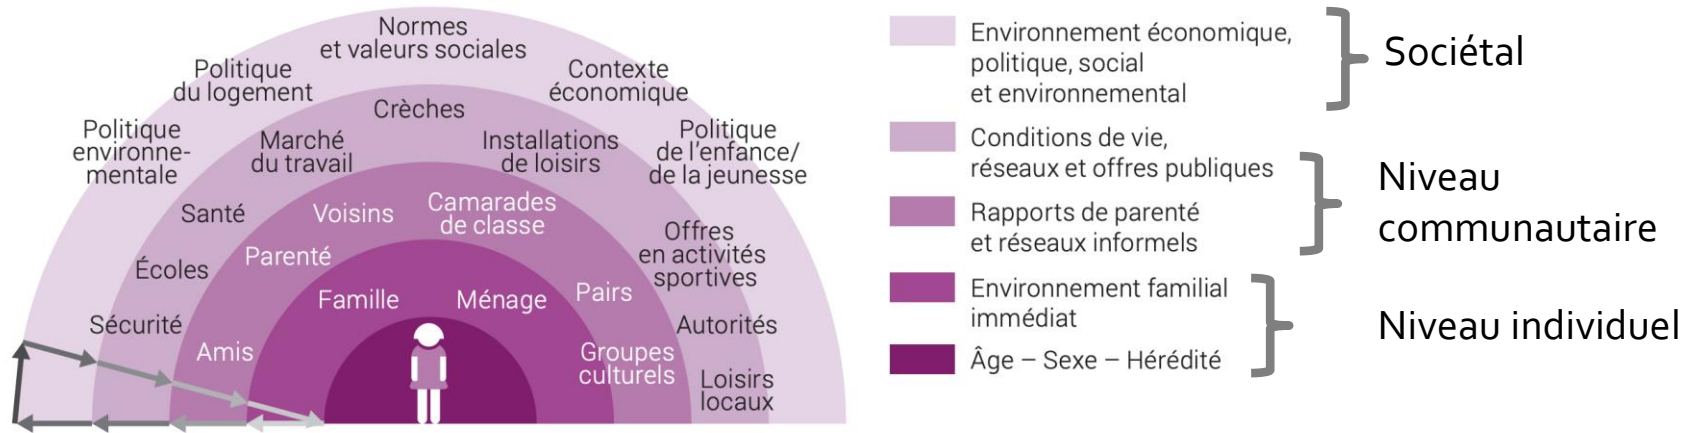 Normes
et valeurs sociales
Politique
du logement
Contexte
économique
Politique
environne-
mentale
Politique
de l'enfance/
de la jeunesse
Crèches
Marché
du travail
Installations
de loisirs
Santé
Écoles
Sécurité
Offres
en activités
sportives
Autorités
Loisirs
locaux
Voisins
Camarades
de classe
Parenté
Pairs
Amis
Groupes
culturels
Famille
Ménage
Environnement économique,
politique, social
et environnemental
Sociétal
Conditions de vie,
réseaux et offres publiques
Rapports de parenté
et réseaux informels
Niveau
communautaire
Environnement familial
immédiat
Âge – Sexe – Hérédité
Niveau individuel